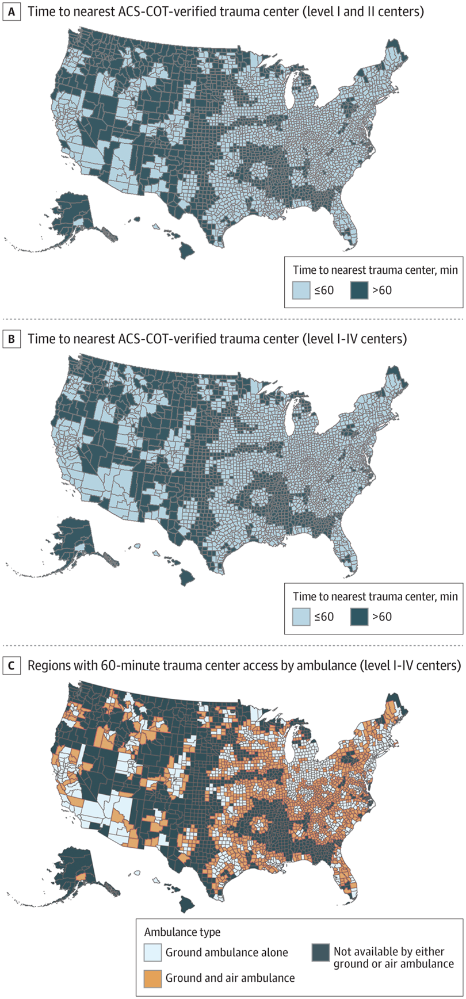 A Time to nearest ACS-COT-verified trauma center (level I and II centers)
Time to nearest trauma center, min
≤60 >60
B Time to nearest ACS-COT-verified trauma center (level I-IV centers)
Time to nearest trauma center, min
≤60 >60
C Regions with 60-minute trauma center access by ambulance (level I-IV centers)
Ambulance type
Ground ambulance alone
Ground and air ambulance
Not available by either
ground or air ambulance